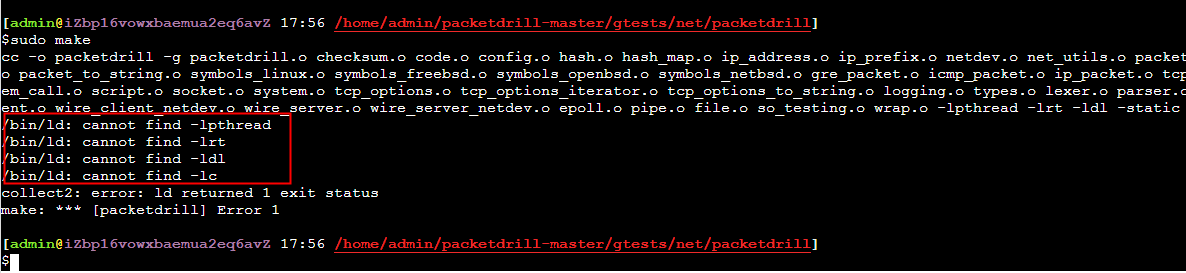 [admin@iZbp16vowxbaemua2eq6avZ 17:56 /home/admin/packetdrill-master/gtests/net/packetdrill]
$sudo make
cc -o packetdrill -g packetdrill.o checksum.o code.o config.o hash.o hash_map.o ip_address.o ip_prefix.o netdev.o net_utils.o packet
o packet_to_string.o symbols_linux.o symbols_freebsd.o symbols_openbsd.o symbols_netbsd.o gre_packet.o icmp_packet.o ip_packet.o tcp
em_call.o script.o socket.o system.o tcp_options.o tcp_options_iterator.o tcp_options_to_string.o logging.o types.o lexer.o parser.o
ent.o wire_client_netdev.o wire_server.o wire_server_netdev.o epoll.o pipe.o file.o so_testing.o wrap.o -lpthread -lrt -ldl -static
/bin/ld: cannot find -lpthread
/bin/ld: cannot find -lrt
/bin/ld: cannot find -ldl
/bin/ld: cannot find -lc
collect2: error: ld returned 1 exit status
make: *** [packetdrill] Error 1
[admin@iZbp16vowxbaemua2eq6avZ 17:56 /home/admin/packetdrill-master/gtests/net/packetdrill]
$